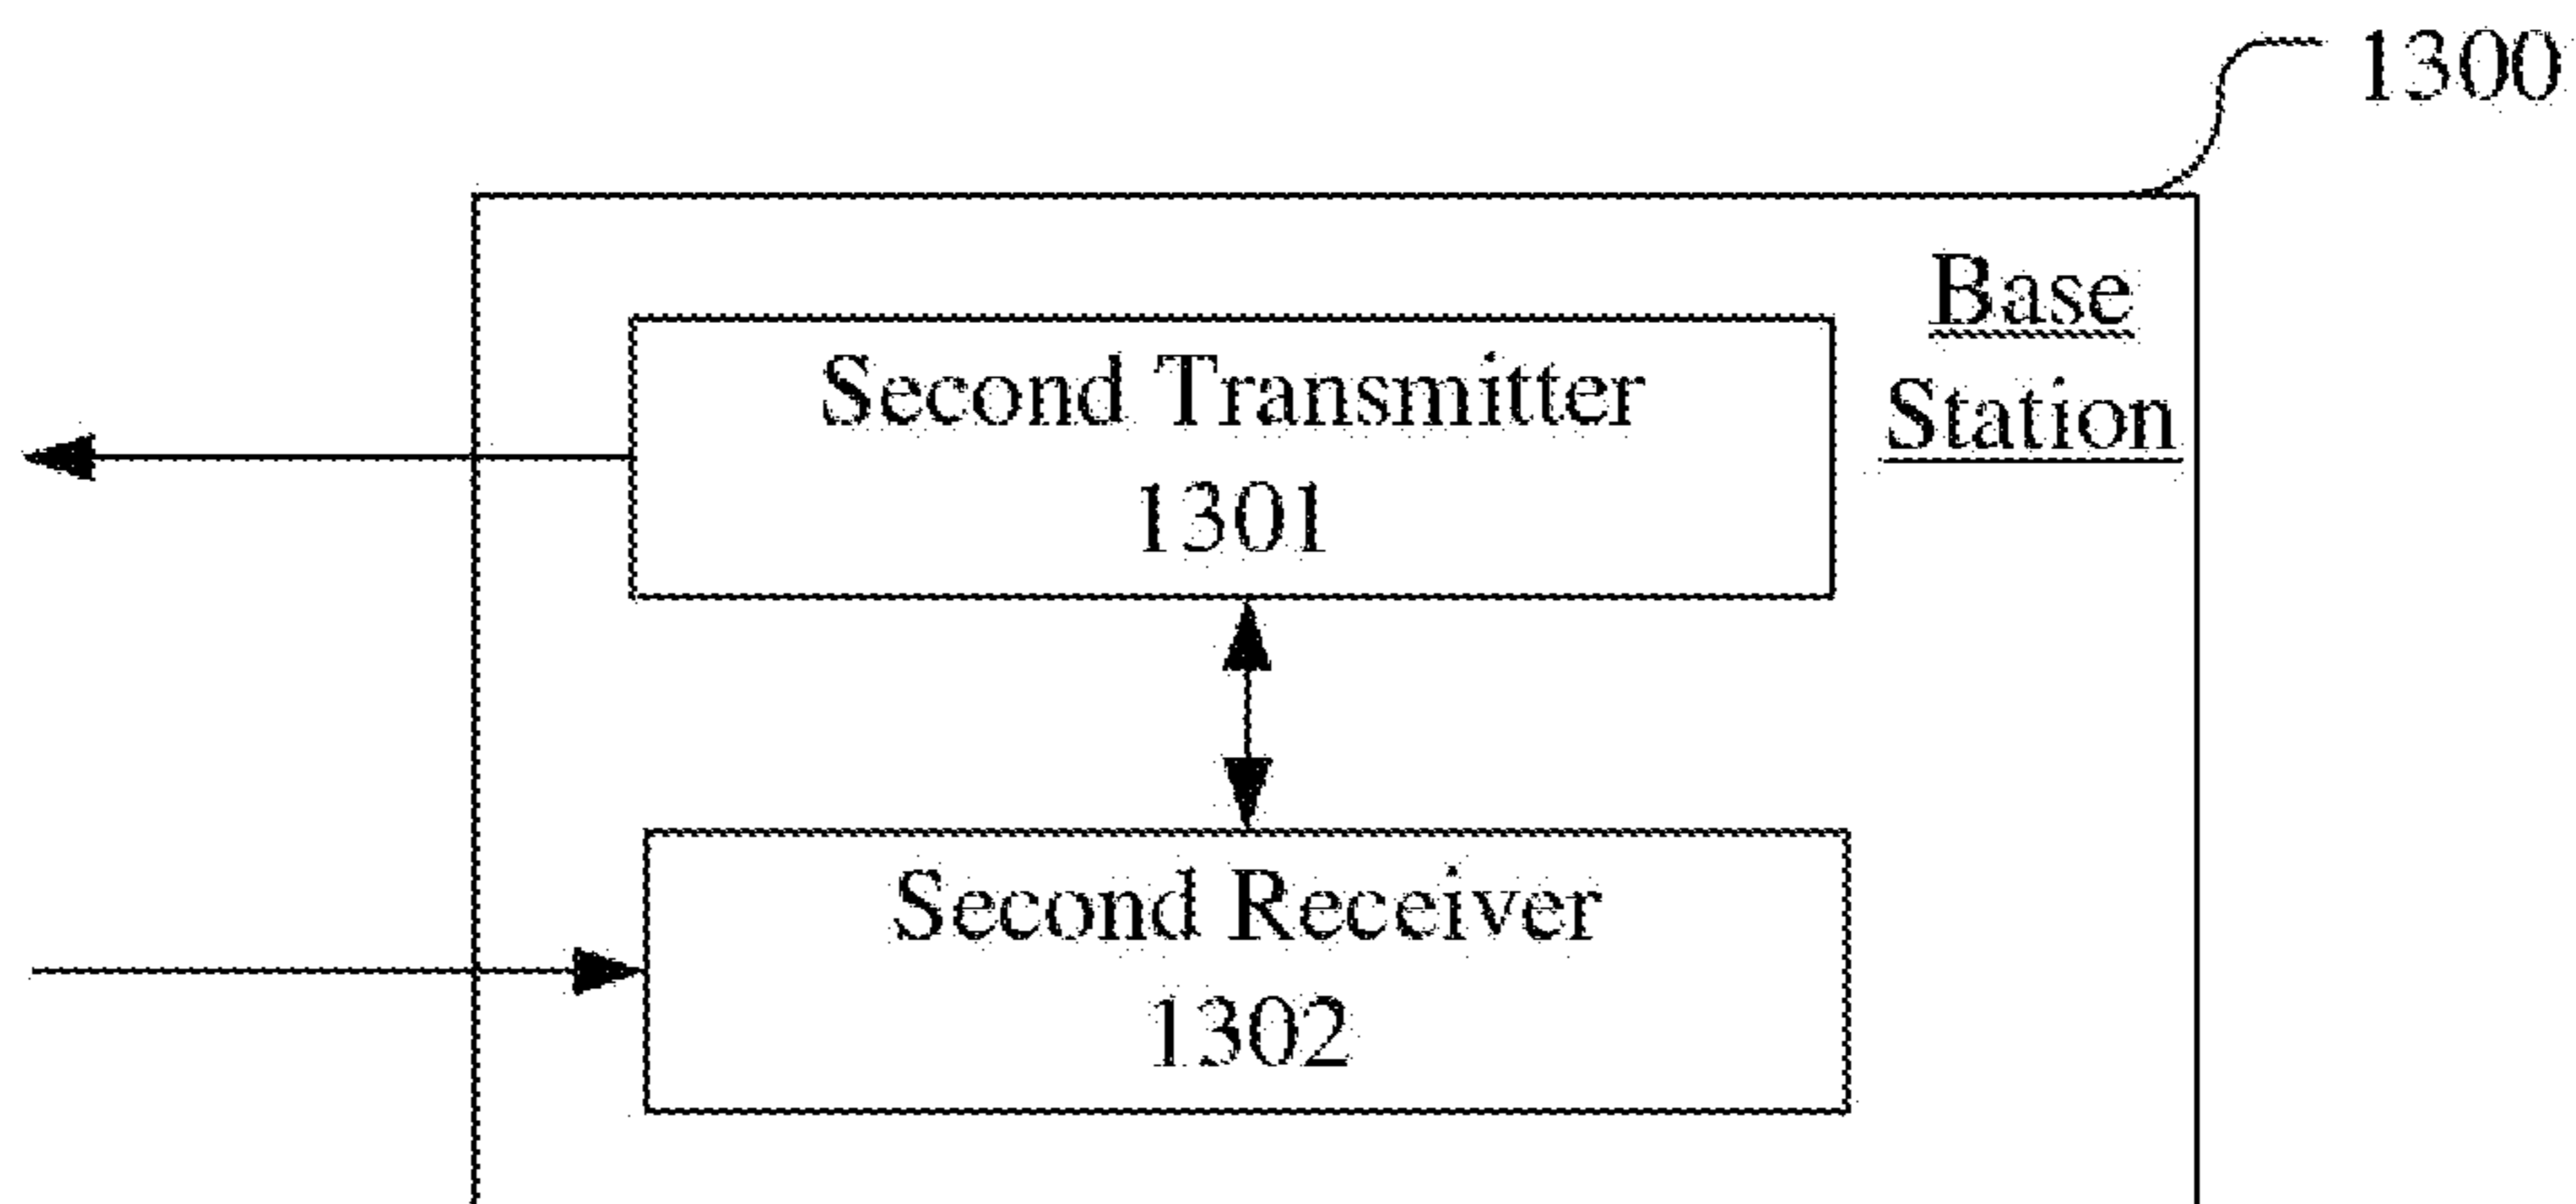 1300
Base
Station
Second Transmitter
1301
Second Receiver
1302